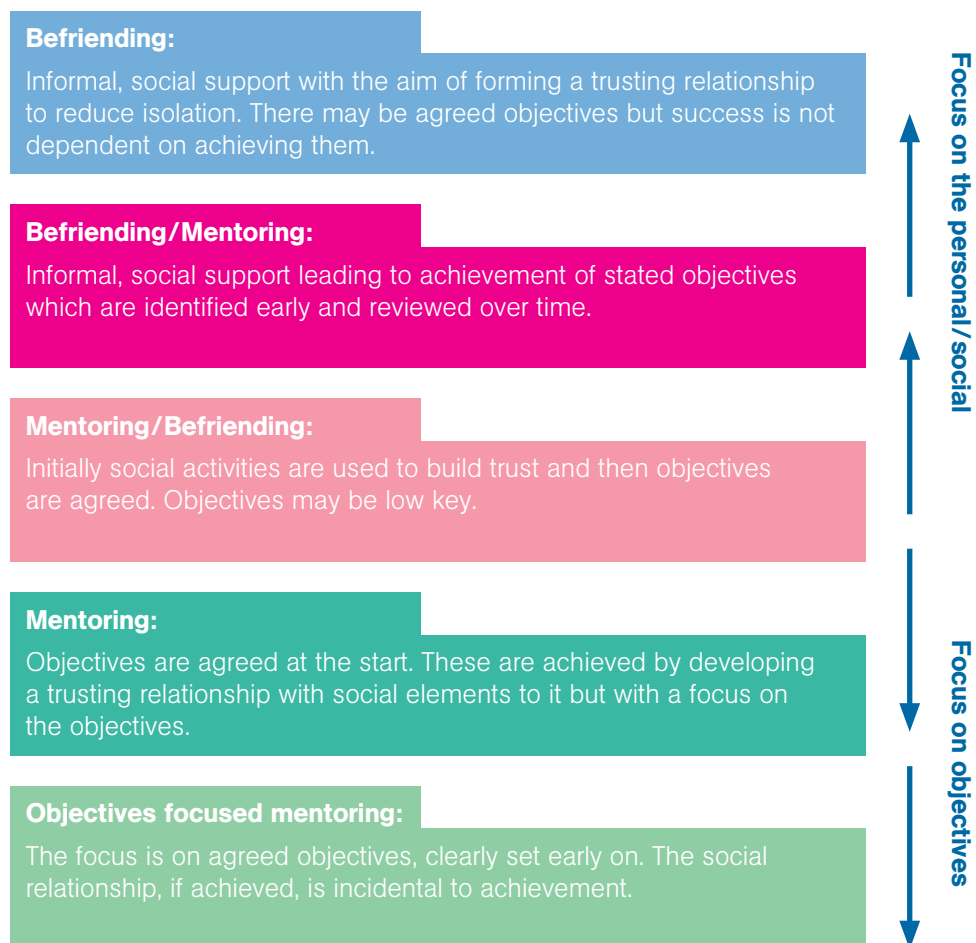 Befriending:
Informal, social support with the aim of forming a trusting relationship
to reduce isolation. There may be agreed objectives but success is not
dependent on achieving them.
Befriending/Mentoring:
Informal, social support leading to achievement of stated objectives
which are identified early and reviewed over time.
Mentoring/Befriending:
Initially social activities are used to build trust and then objectives
are agreed. Objectives may be low key.
Mentoring:
Objectives are agreed at the start. These are achieved by developing
a trusting relationship with social elements to it but with a focus on
the objectives.
Objectives focused mentoring:
The focus is on agreed objectives, clearly set early on. The social
relationship, if achieved, is incidental to achievement.
Focus on the personal/social
Focus on objectives